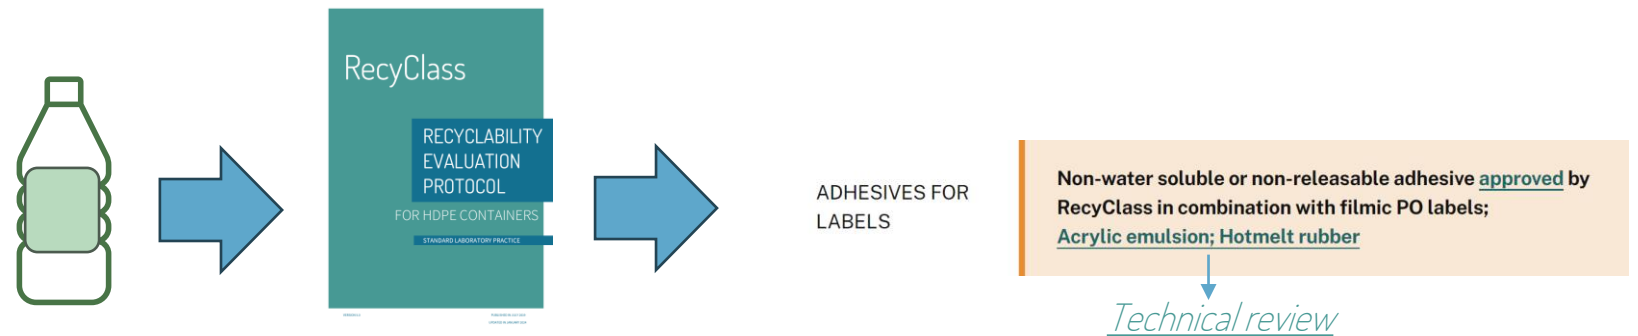 RecyClass
RECYCLABILITY
EVALUATION
PROTOCOL
FOR HDPE CONTAINERS
STANDARD LABORATORY PRACTICE
ADHESIVES FOR
LABELS
Non-water soluble or non-releasable adhesive approved by
RecyClass in combination with filmic PO labels;
Acrylic emulsion; Hotmelt rubber
Technical review